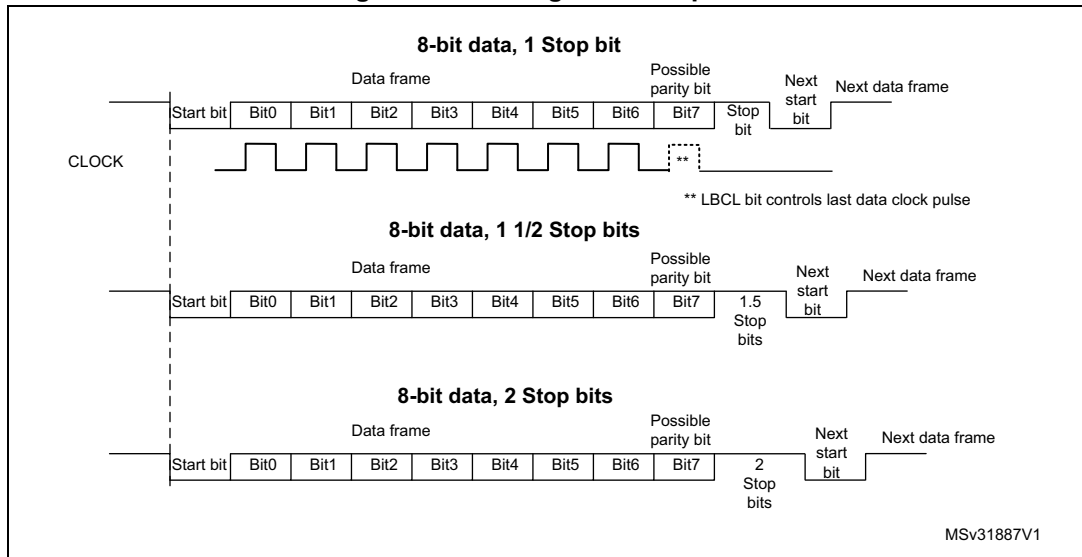 8-bit data, 1 Stop bit
Data frame
Possible
parity bit
Next
start
bit
Next data frame
Start bit Bit0 Bit1 Bit2 Bit3 Bit4 Bit5 Bit6 Bit7 Stop
bit
CLOCK
**
** LBCL bit controls last data clock pulse
8-bit data, 1 1/2 Stop bits
Data frame
Possible
parity bit
Next
start
bit
Next data frame
Start bit Bit0 Bit1 Bit2 Bit3 Bit4 Bit5 Bit6 Bit7 1.5
Stop
bits
8-bit data, 2 Stop bits
Data frame
Possible
parity bit
Next
start
bit
Next data frame
Start bit Bit0 Bit1 Bit2 Bit3 Bit4 Bit5 Bit6 Bit7 2
Stop
bits
MSv31887V1